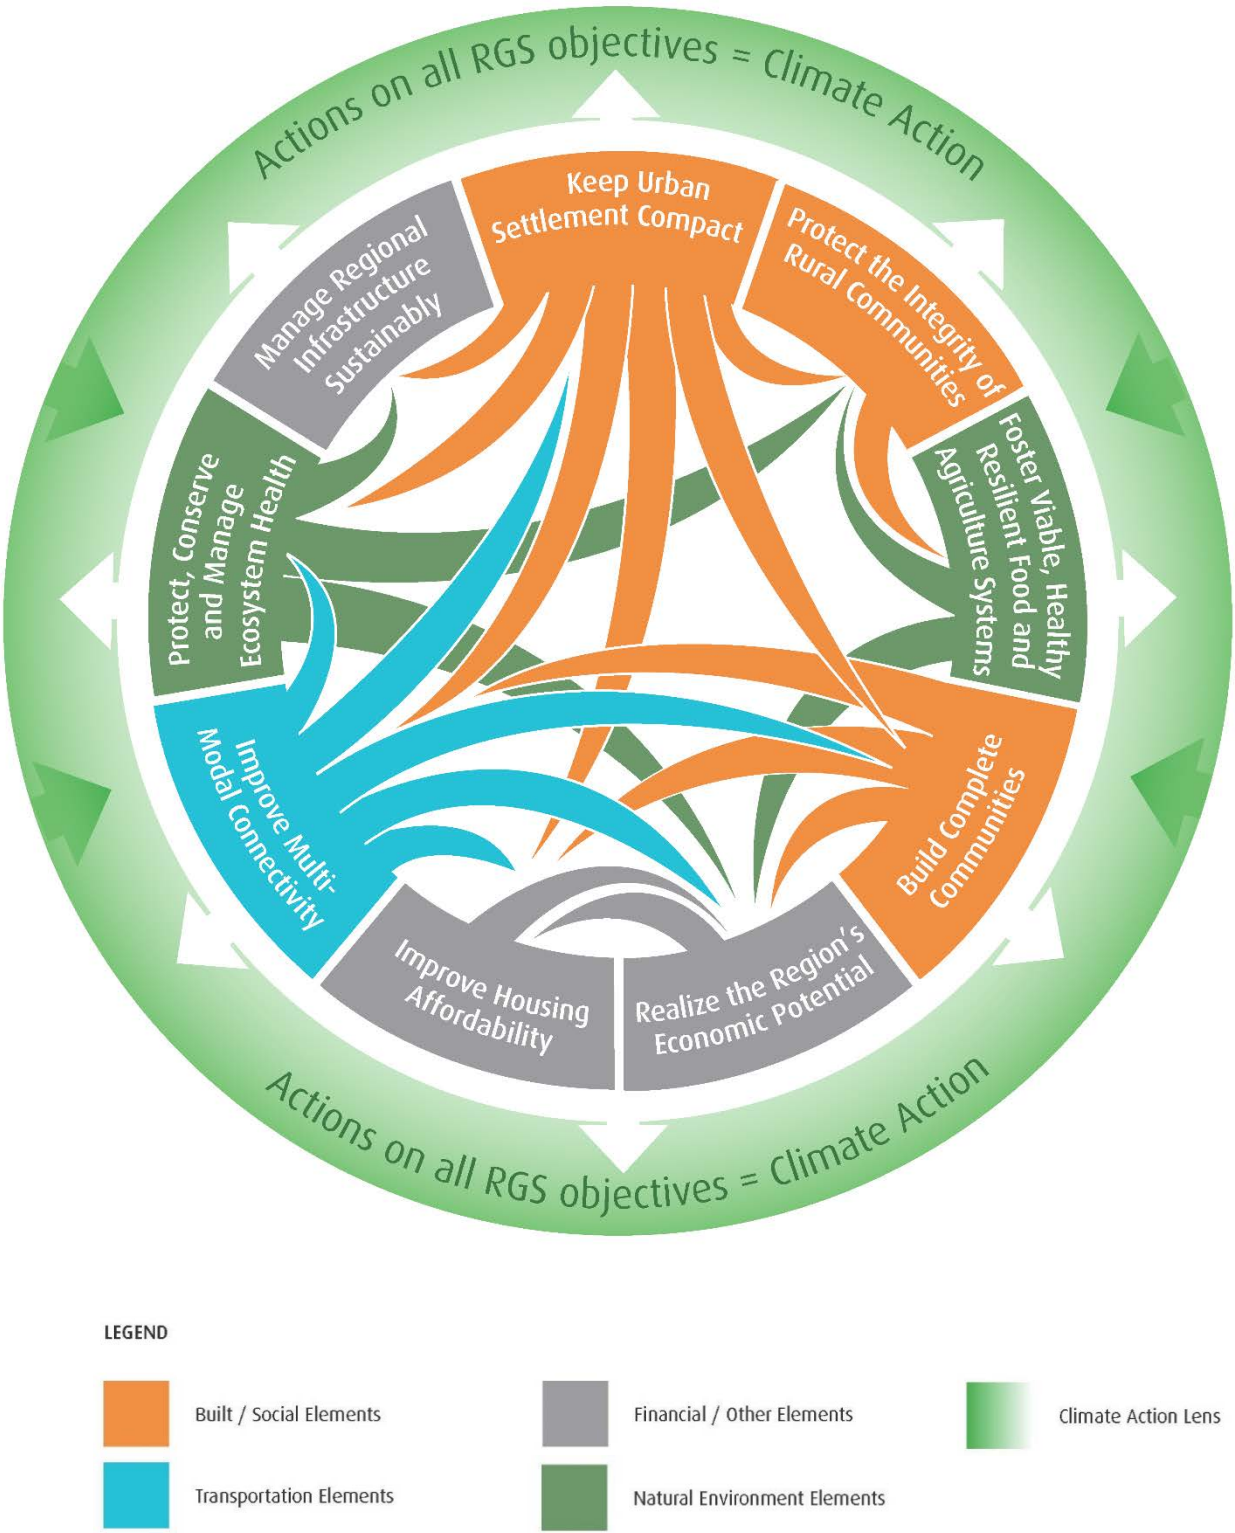 Actions on all RGS objectives = Climate Action
Keep Urban
Settlement Compact
Protect the Integrity of
Rural Communities
Foster Viable, Healthy
Resilient Food and
Agriculture Systems
Build Complete
Communities
Realize the Region's
Economic Potential
Improve Housing
Affordability
Improve Multi-
Modal Connectivity
Protect, Conserve
and Manage
Ecosystem Health
Manage Regional
Infrastructure
Sustainably
Actions on all RGS objectives = Climate Action
LEGEND
Built / Social Elements
Financial / Other Elements
Climate Action Lens
Transportation Elements
Natural Environment Elements